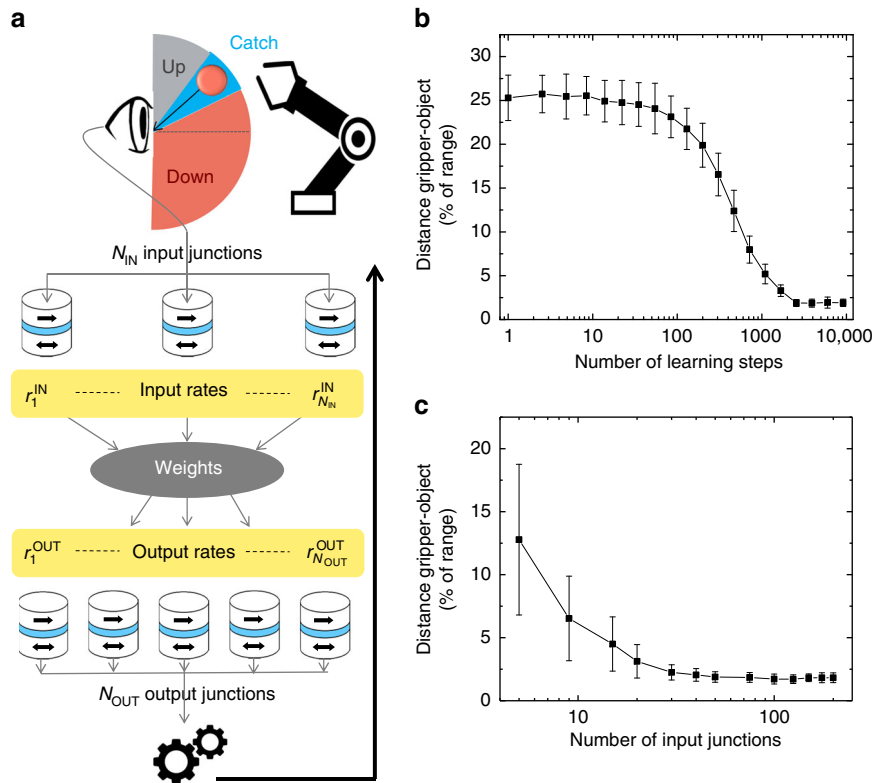 a
Up
Catch
Down
N_IN input junctions
r_1^IN ------ Input rates ------ r_N_IN^IN
Weights
r_1^OUT ------ Output rates ------ r_N_OUT^OUT
N_OUT output junctions
b
Distance gripper-object
(% of range)
30
25
20
15
10
5
0
1
10
100
1000
10,000
Number of learning steps
c
Distance gripper-object
(% of range)
20
15
10
5
0
10
100
Number of input junctions